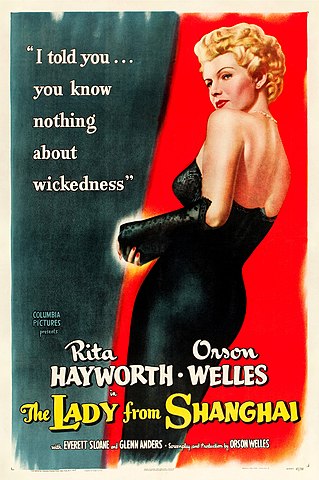 "I told you...
you know
nothing
about
wickedness"
COLUMBIA
PICTURES
presents
Rita Orson
HAYWORTH · WELLES
in
The LADY from SHANGHAI
with EVERETT SLOANE and GLENN ANDERS · Screenplay and Production by ORSON WELLES